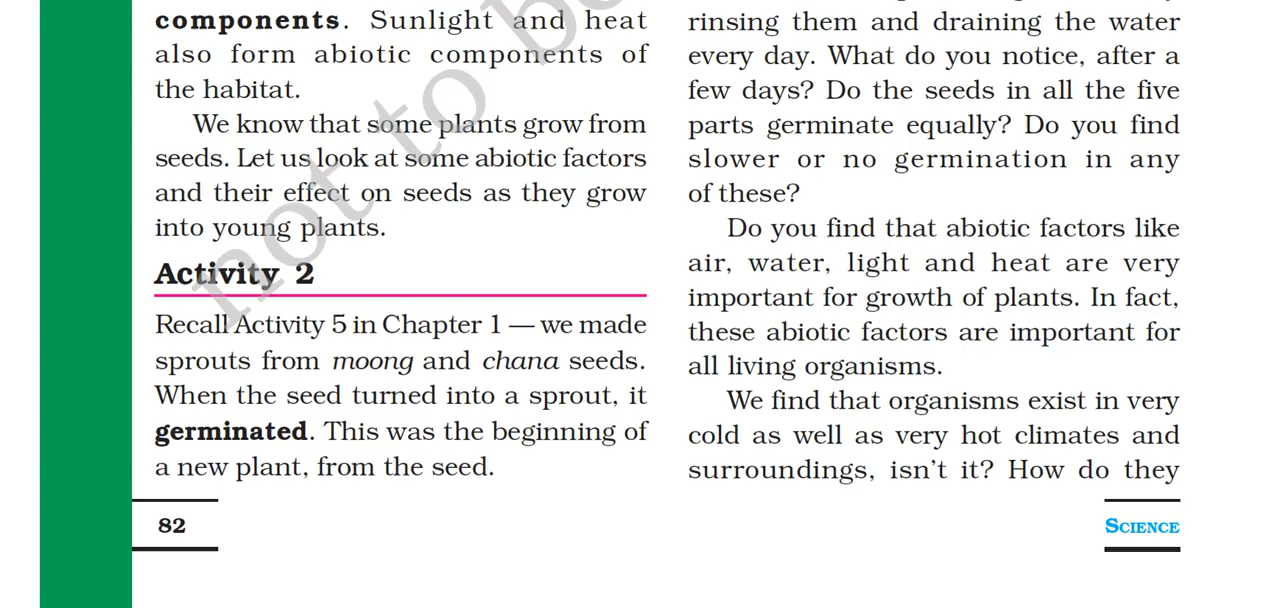 components. Sunlight and heat
also form abiotic components of
the habitat.
We know that some plants grow from
seeds. Let us look at some abiotic factors
and their effect on seeds as they grow
into young plants.
Activity 2
Recall Activity 5 in Chapter 1 — we made
sprouts from moong and chana seeds.
When the seed turned into a sprout, it
germinated. This was the beginning of
a new plant, from the seed.
82
rinsing them and draining the water
every day. What do you notice, after a
few days? Do the seeds in all the five
parts germinate equally? Do you find
slower or no germination in any
of these?
Do you find that abiotic factors like
air, water, light and heat are very
important for growth of plants. In fact,
these abiotic factors are important for
all living organisms.
We find that organisms exist in very
cold as well as very hot climates and
surroundings, isn't it? How do they
SCIENCE
not to be